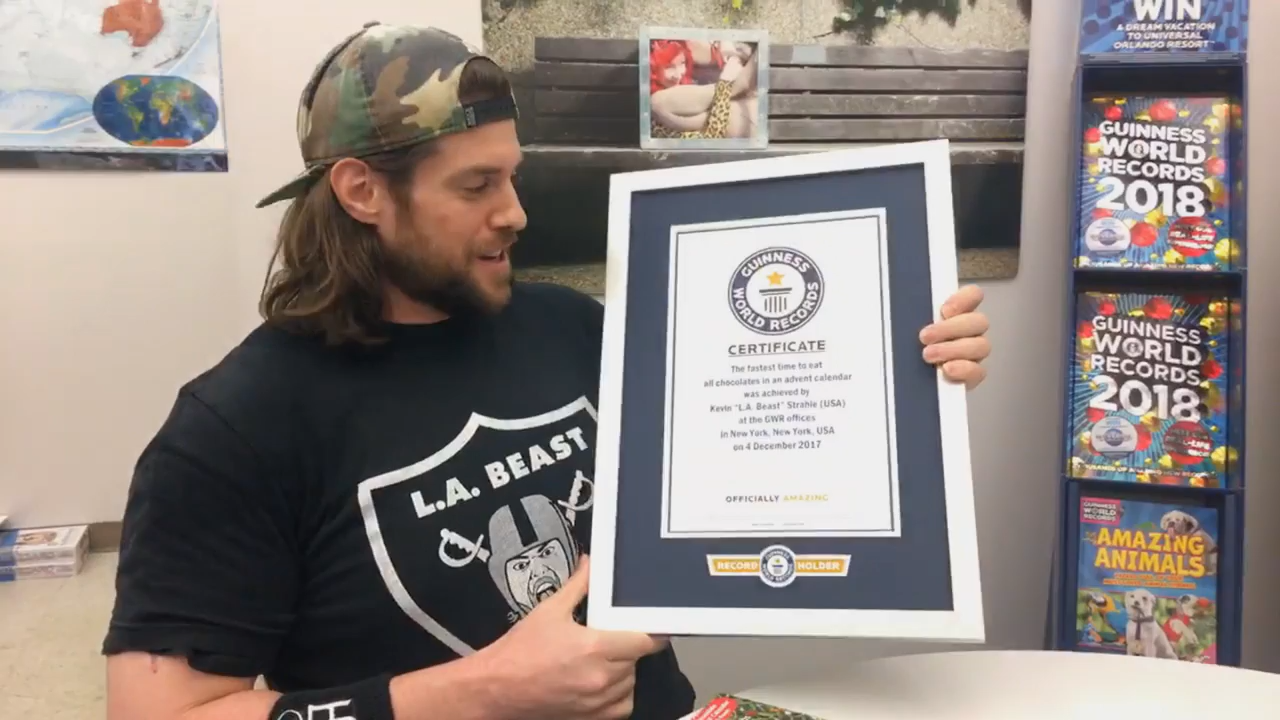 WIN
A DREAM VACATION
TO UNIVERSAL
ORLANDO RESORT
GUINNESS
WORLD
RECORDS
2018
GUINNESS
WORLD
RECORDS
2018
GUINNESS
WORLD
RECORDS
AMAZING
ANIMALS
L.A. BEAST
GUINNESS
WORLD RECORDS
CERTIFICATE
The fastest time to eat
all chocolates in an advent calendar
was achieved by
Kevin "L.A. Beast" Strahle (USA)
at the GWR offices
in New York, New York, USA
on 4 December 2017
OFFICIALLY AMAZING
RECORD HOLDER